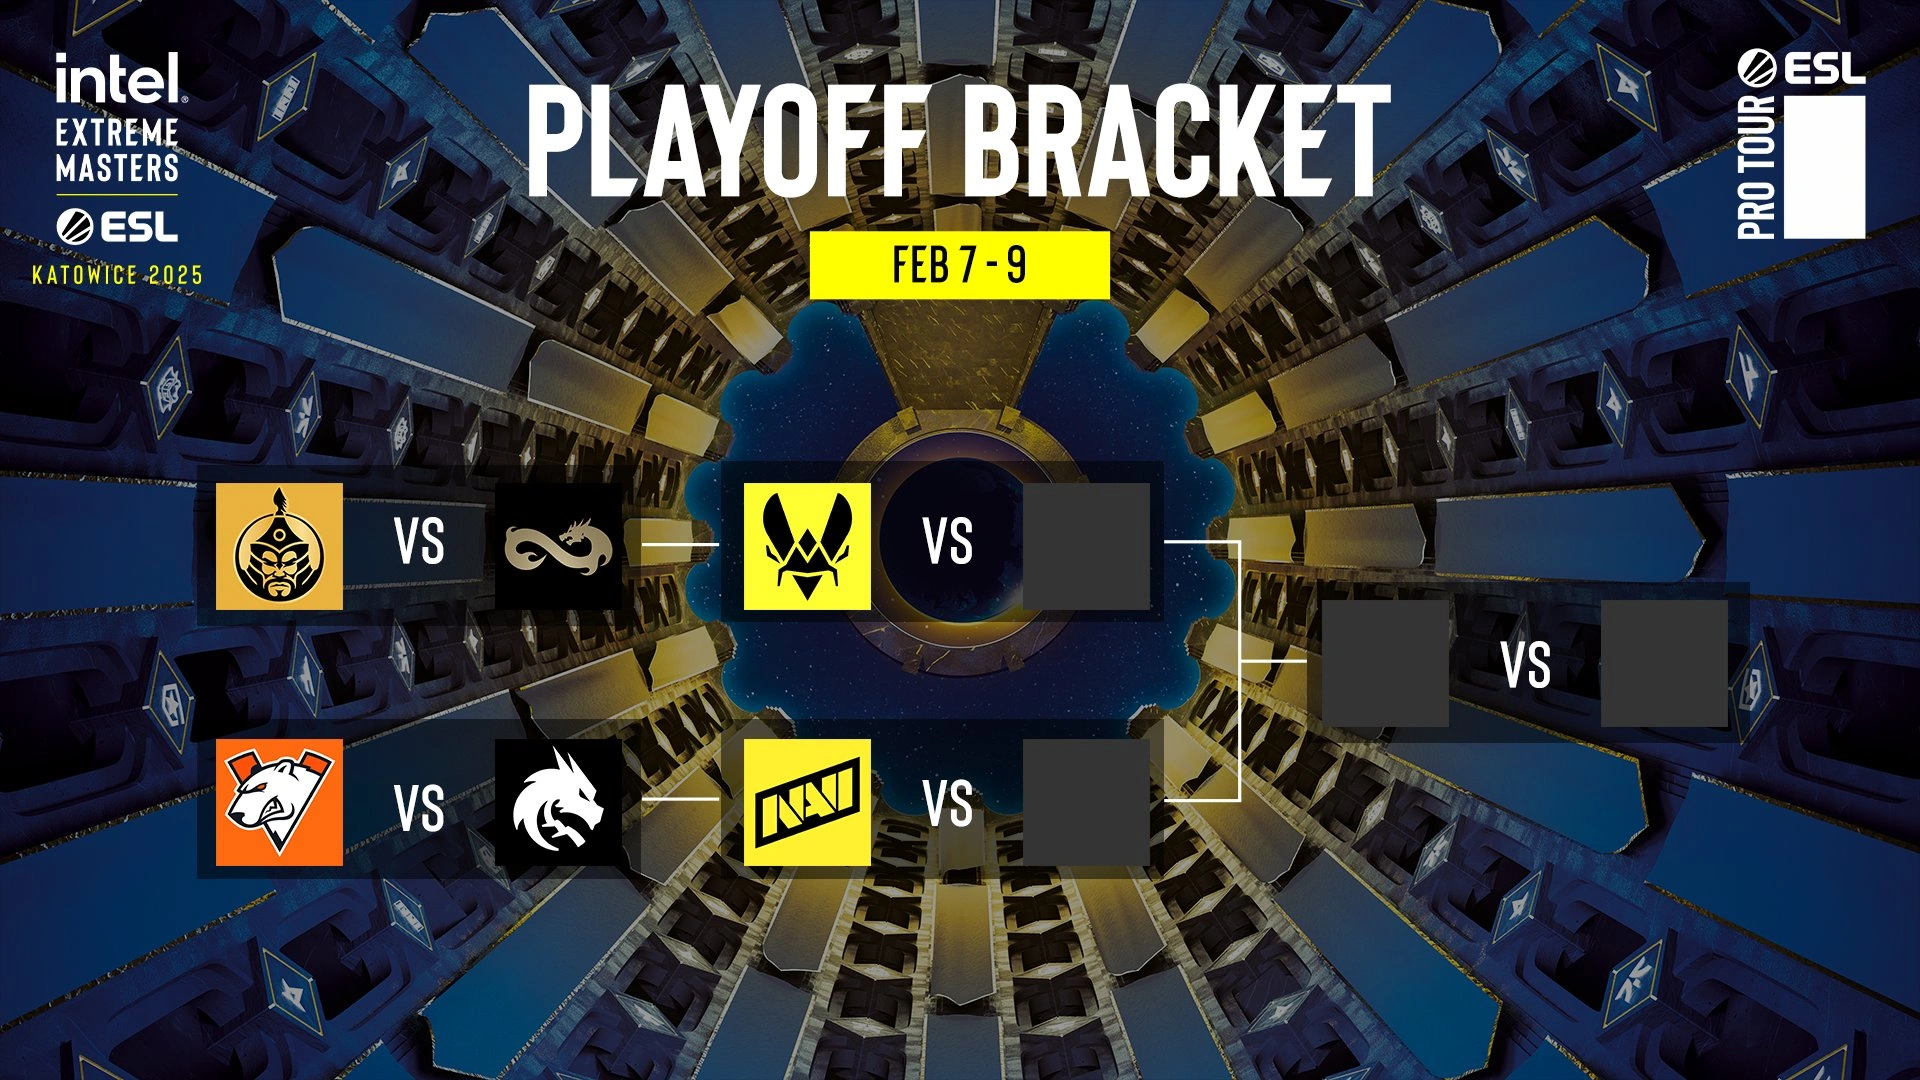 intel®
EXTREME
MASTERS
ESL
KATOWICE 2025
PLAYOFF BRACKET
FEB 7 - 9
ESL
PRO TOUR
VS
VS
VS
VS
VS
NAVI